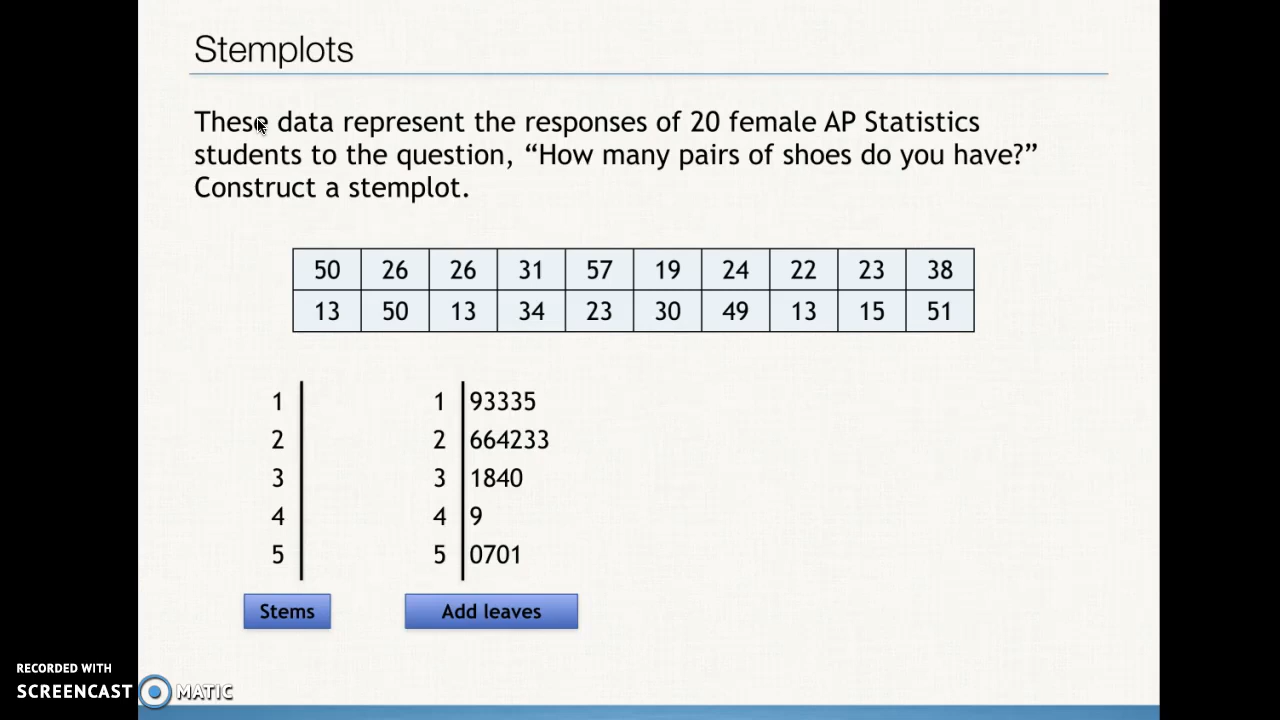 Stemplots
These data represent the responses of 20 female AP Statistics
students to the question, “How many pairs of shoes do you have?”
Construct a stemplot.
50 26 26 31 57 19 24 22 23 38
13 50 13 34 23 30 49 13 15 51
1 1 93335
2 2 664233
3 3 1840
4 4 9
5 5 0701
Stems Add leaves
RECORDED WITH
SCREENCAST MATIC